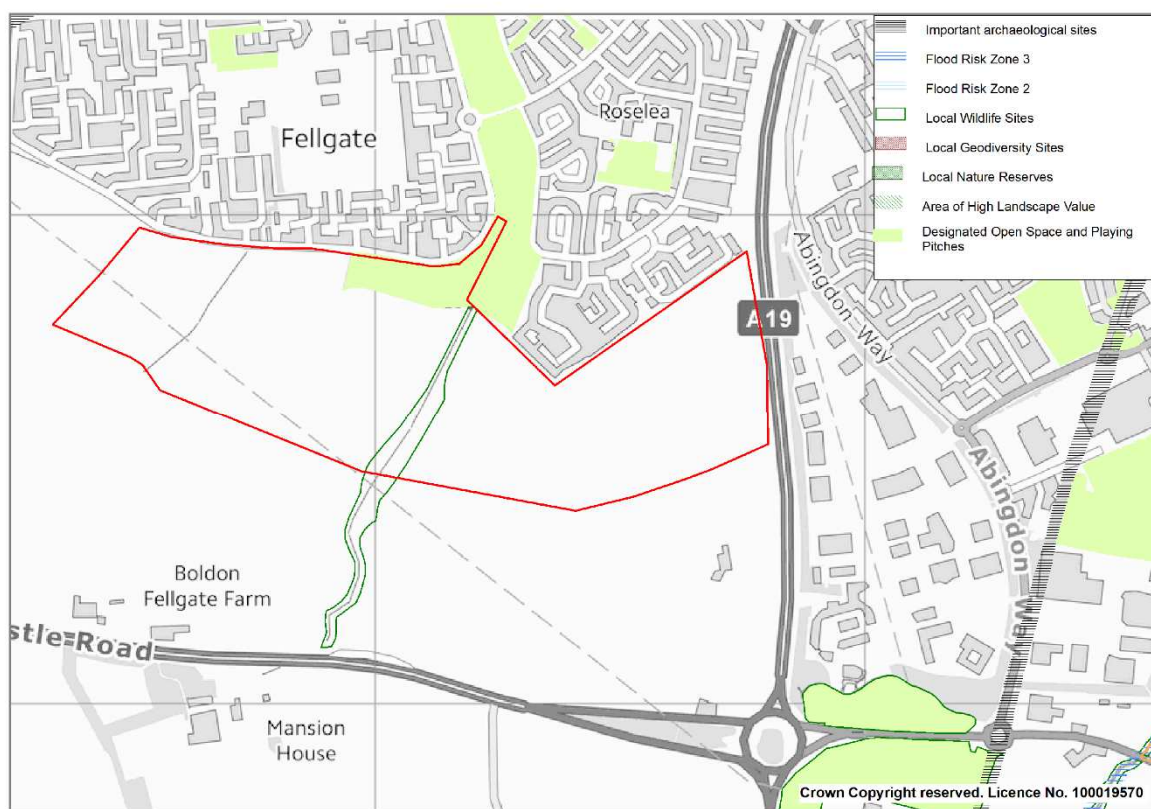 Important archaeological sites
Flood Risk Zone 3
Flood Risk Zone 2
Local Wildlife Sites
Local Geodiversity Sites
Local Nature Reserves
Area of High Landscape Value
Designated Open Space and Playing
Pitches
Roselea
Fellgate
Abingdon Way
A19
Abingdon Way
Boldon
Fellgate Farm
stle Road
Mansion
House
Crown Copyright reserved. Licence No. 100019570